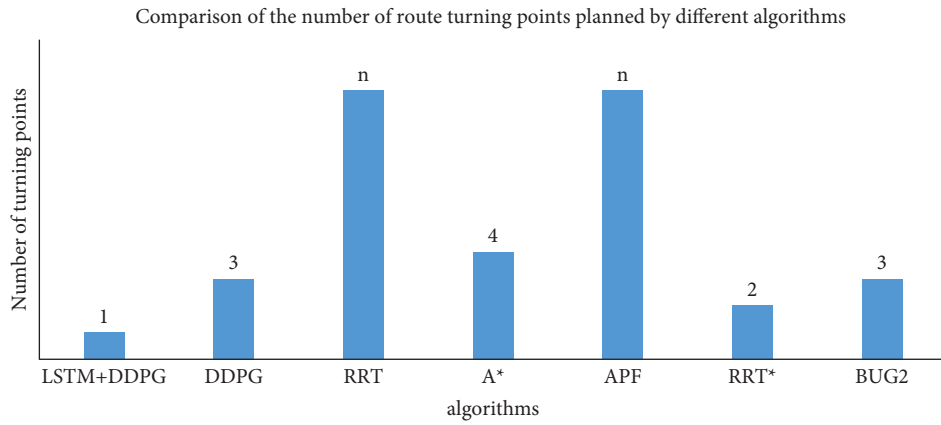 Comparison of the number of route turning points planned by different algorithms
Number of turning points
1
3
n
4
n
2
3
LSTM+DDPG
DDPG
RRT
A*
APF
RRT*
BUG2
algorithms